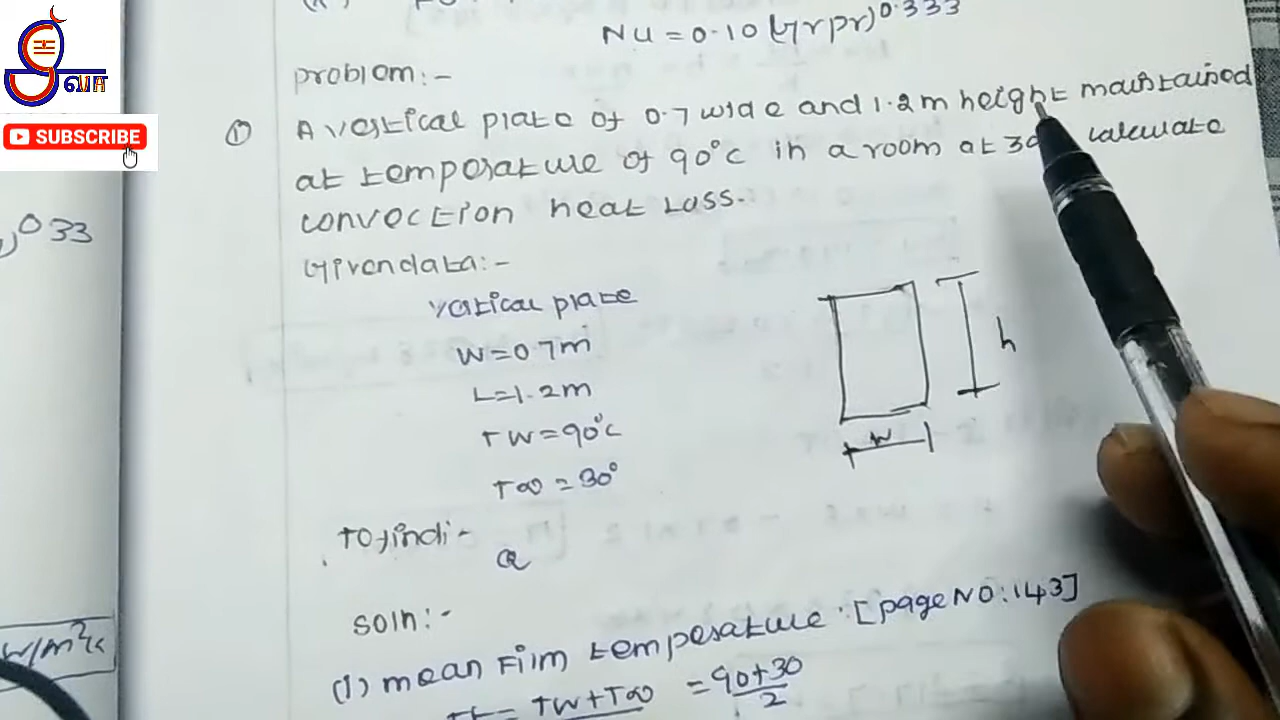 Nu = 0.10 (Grpr)^0.333
problem:-
① A vertical plate of 0.7 wide and 1.2m height maintained
at temperature of 90°c in a room at 30 calculate
convection heat Loss.
Given data:-
vertical plate
W = 0.7m
L = 1.2m
TW = 90°c
T∞ = 30°
To find:-
Q
Soln:-
(1) mean Film temperature: [page NO: 143]
TW + T∞ = 90+30
2
சிவா
SUBSCRIBE
)^0.33
W/m²K
h
W